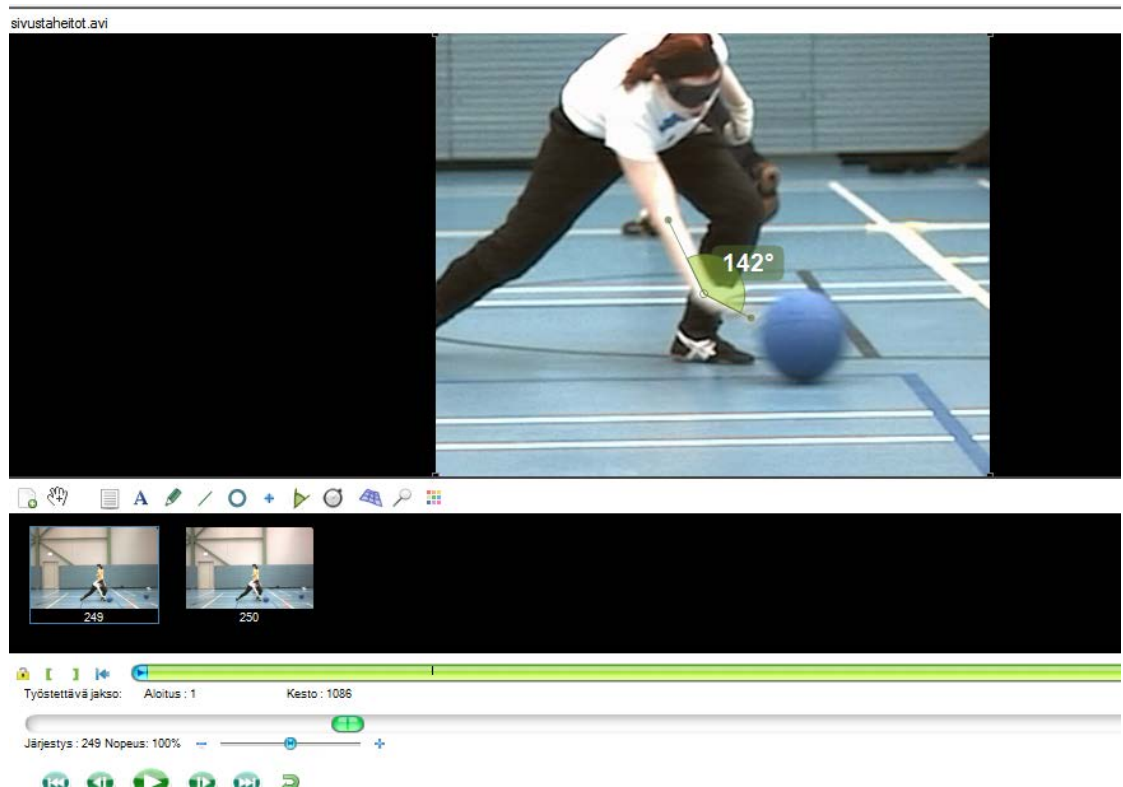 sivustaheitot.avi
142°
A
249
250
Työstettävä jakso: Aloitus : 1 Kesto : 1086
Järjestys : 249 Nopeus: 100%